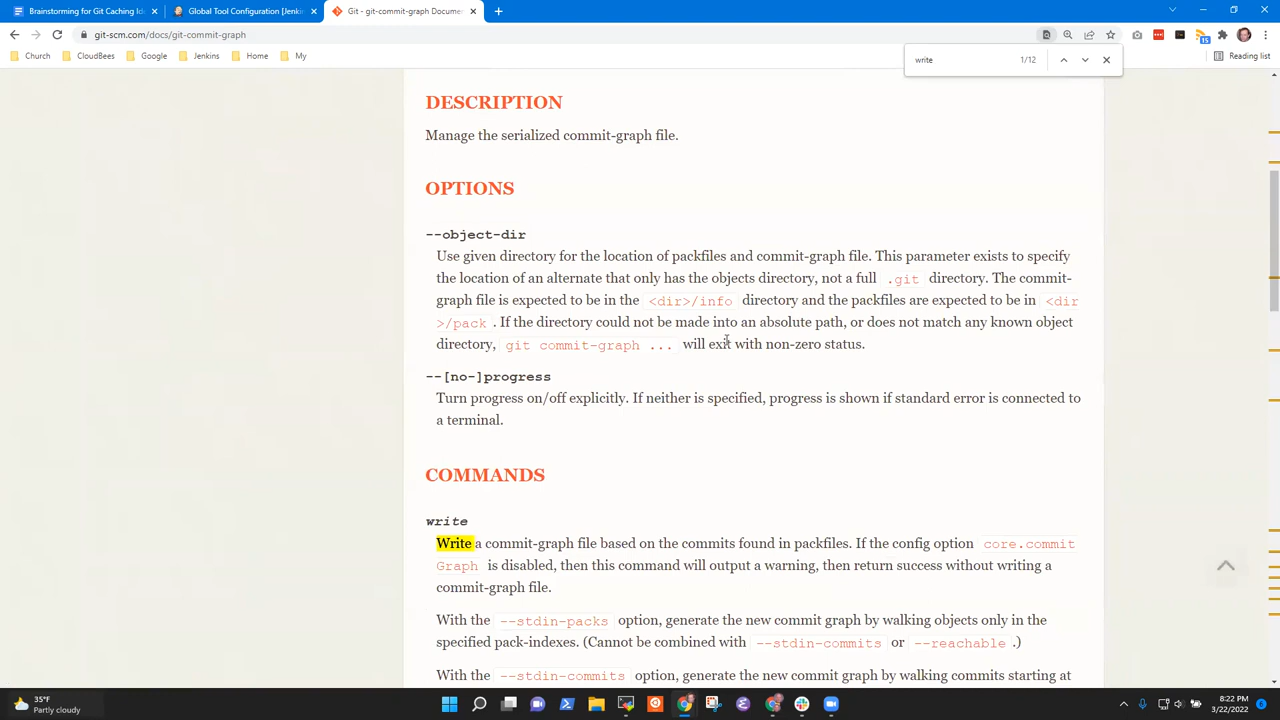 Brainstorming for Git Caching Ide
Global Tool Configuration [Jenkin
Git - git-commit-graph Documen
git-scm.com/docs/git-commit-graph
15
Church
CloudBees
Google
Jenkins
Home
My
Reading list
write
1/12
DESCRIPTION
Manage the serialized commit-graph file.
OPTIONS
--object-dir
Use given directory for the location of packfiles and commit-graph file. This parameter exists to specify
the location of an alternate that only has the objects directory, not a full .git directory. The commit-
graph file is expected to be in the <dir>/info directory and the packfiles are expected to be in <dir
>/pack . If the directory could not be made into an absolute path, or does not match any known object
directory, git commit-graph ... will exit with non-zero status.
--[no-]progress
Turn progress on/off explicitly. If neither is specified, progress is shown if standard error is connected to
a terminal.
COMMANDS
write
Write a commit-graph file based on the commits found in packfiles. If the config option core.commit
Graph is disabled, then this command will output a warning, then return success without writing a
commit-graph file.
With the --stdin-packs option, generate the new commit graph by walking objects only in the
specified pack-indexes. (Cannot be combined with --stdin-commits or --reachable .)
With the --stdin-commits option, generate the new commit graph by walking commits starting at
35°F
Partly cloudy
8:22 PM
3/22/2022